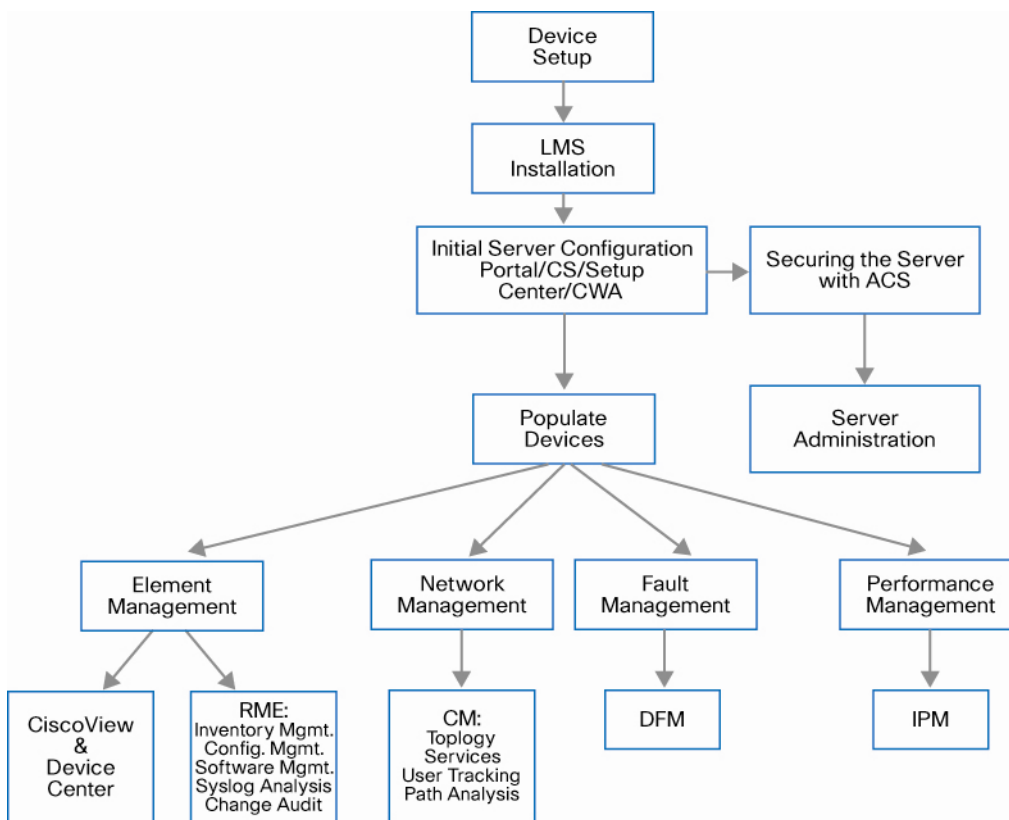 Device
Setup
LMS
Installation
Initial Server Configuration
Portal/CS/Setup
Center/CWA
Securing the Server
with ACS
Populate
Devices
Server
Administration
Element
Management
Network
Management
Fault
Management
Performance
Management
CiscoView
&
Device
Center
RME:
Inventory Mgmt.
Config. Mgmt.
Software Mgmt.
Syslog Analysis
Change Audit
CM:
Toplogy
Services
User Tracking
Path Analysis
DFM
IPM